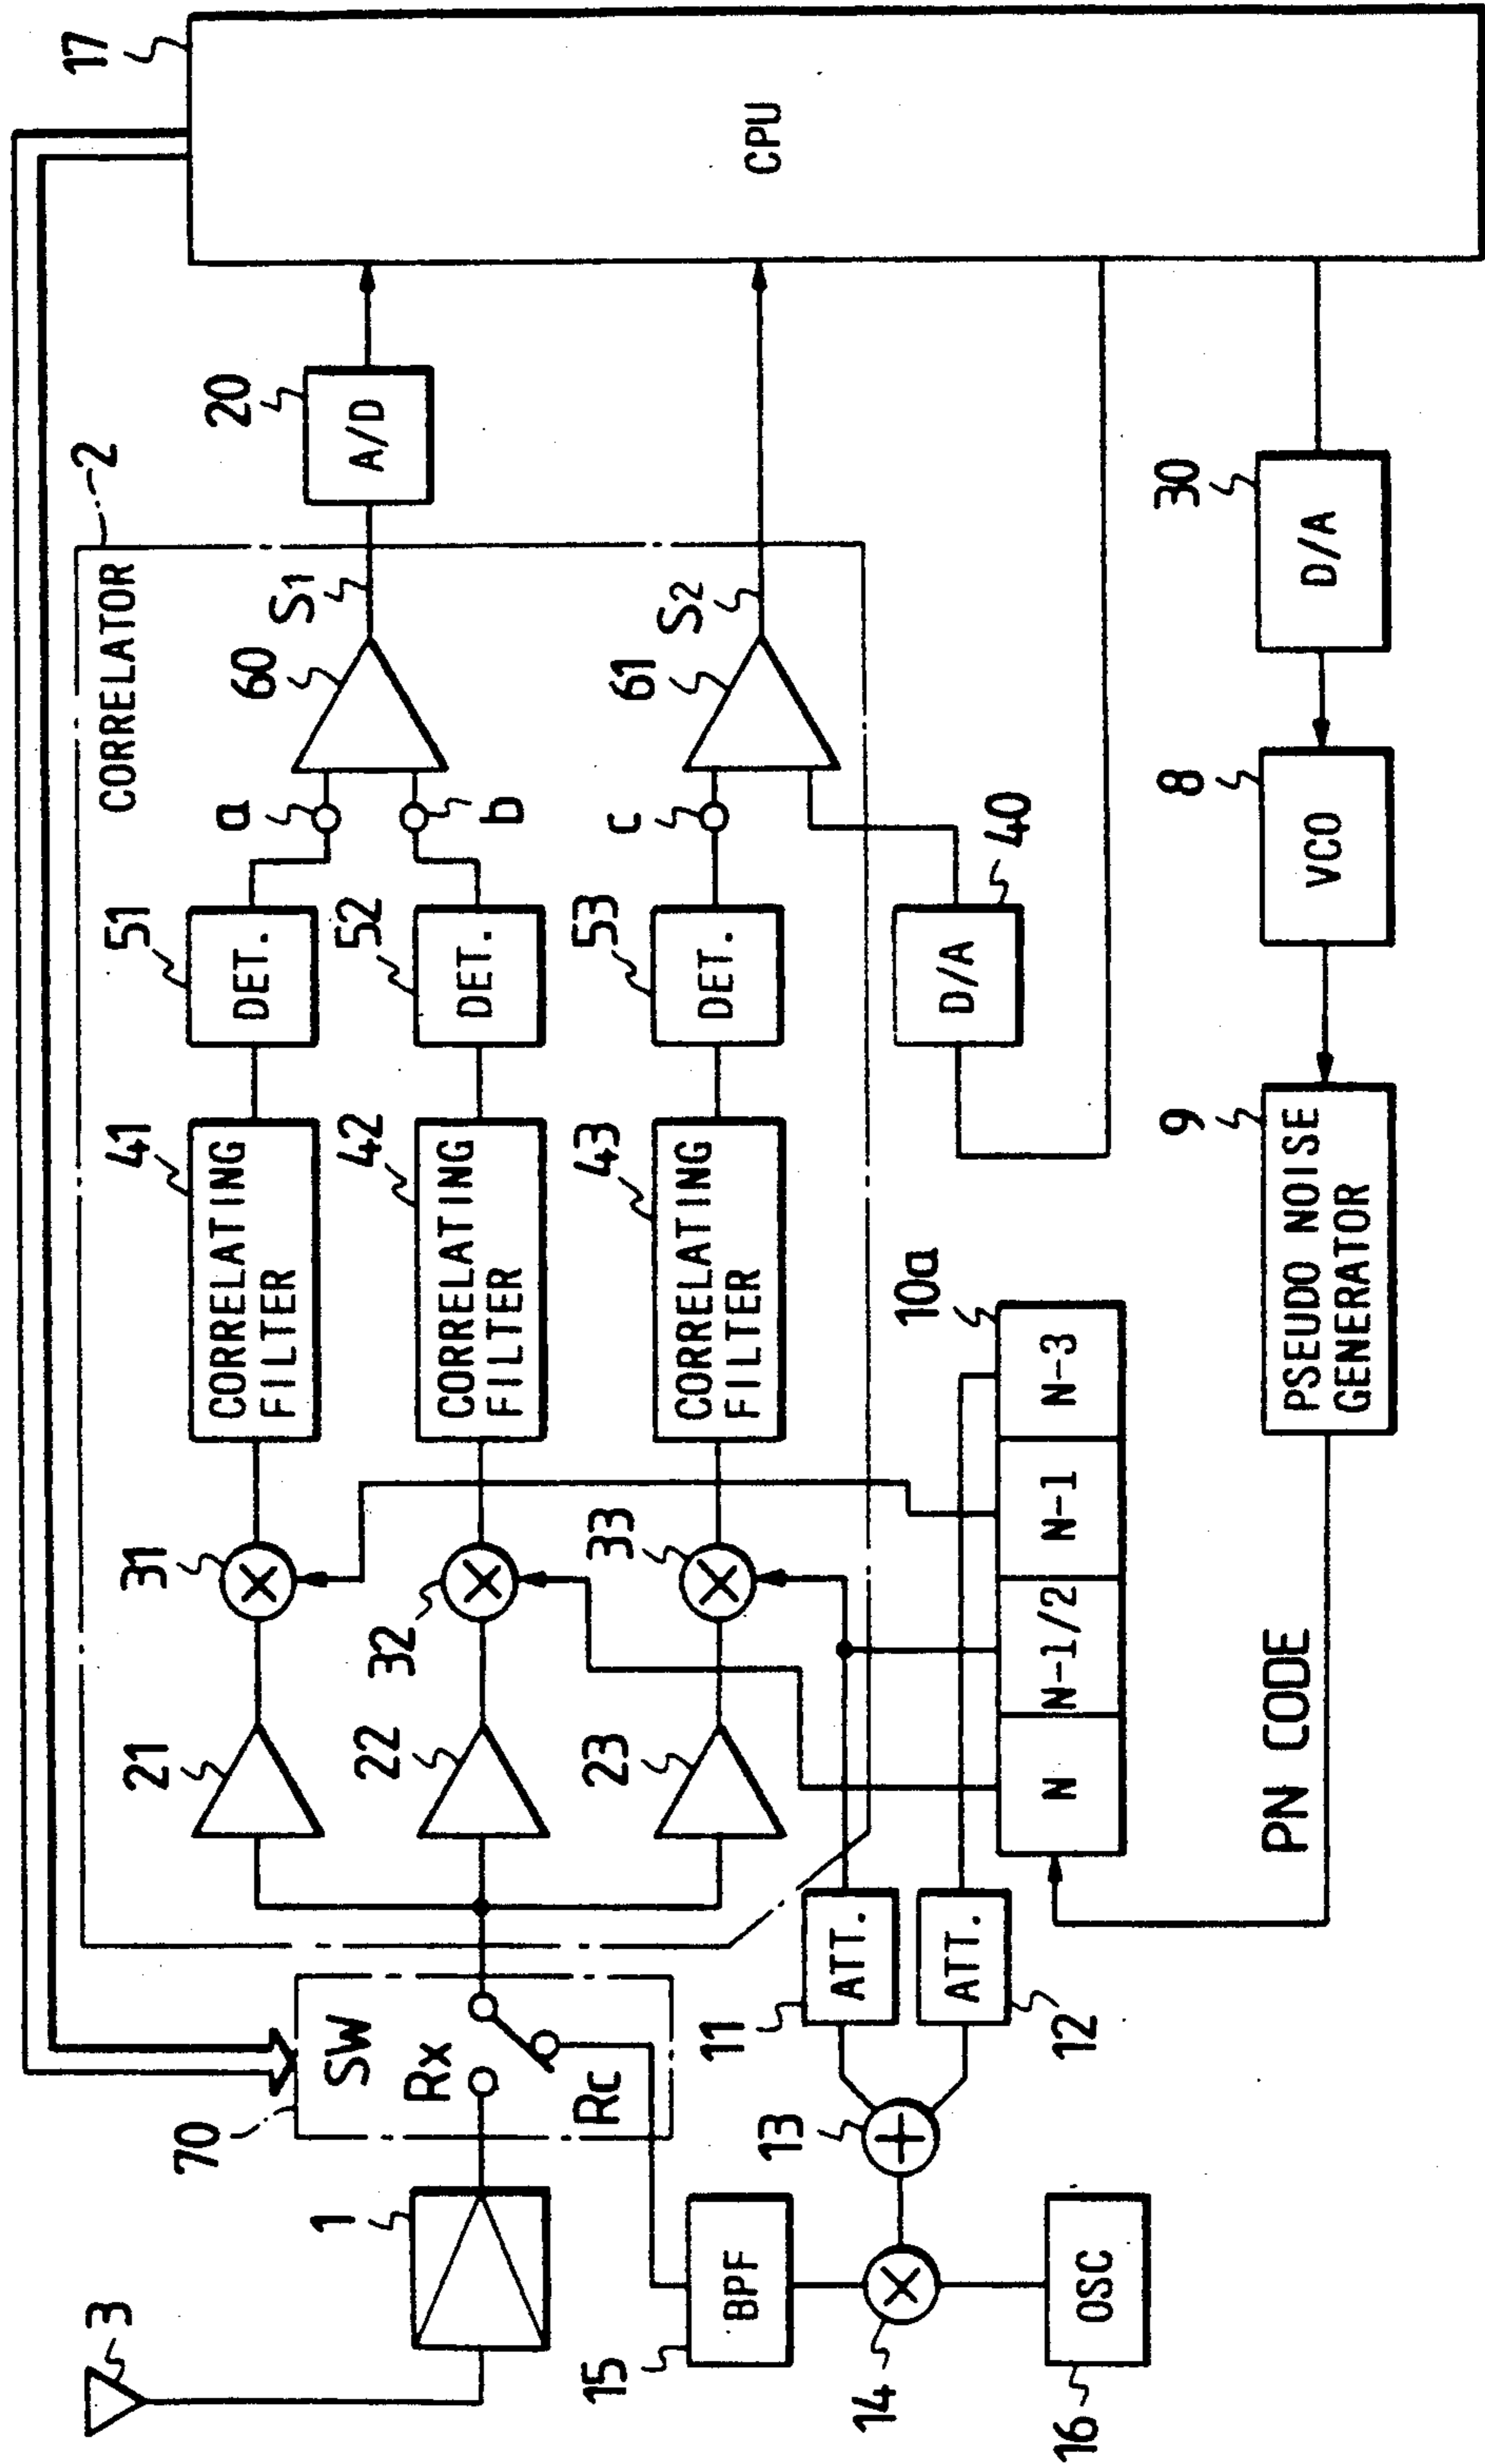 17
CPU
20
A/D
2
CORRELATOR
S1
60
a
b
S2
61
c
51
DET.
52
DET.
53
DET.
40
D/A
30
D/A
8
VCO
9
PSEUDO NOISE
GENERATOR
41
CORRELATING
FILTER
42
CORRELATING
FILTER
43
CORRELATING
FILTER
10a
N
N-1/2
N-1
N-3
PN CODE
31
32
33
21
22
23
11
ATT.
12
ATT.
13
70
SW
Rx
Rc
1
3
15
BPF
14
16
OSC